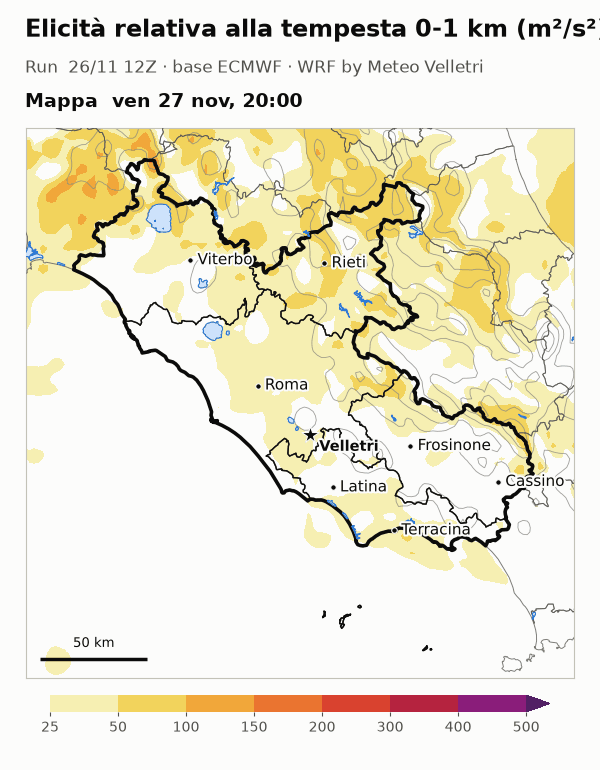 Elicità relativa alla tempesta 0-1 km (m²/s²)
Run  26/11 12Z · base ECMWF · WRF by Meteo Velletri
Mappa  ven 27 nov, 20:00
Viterbo
Rieti
Roma
Velletri
Frosinone
Latina
Cassino
Terracina
50 km
25 50 100 150 200 300 400 500